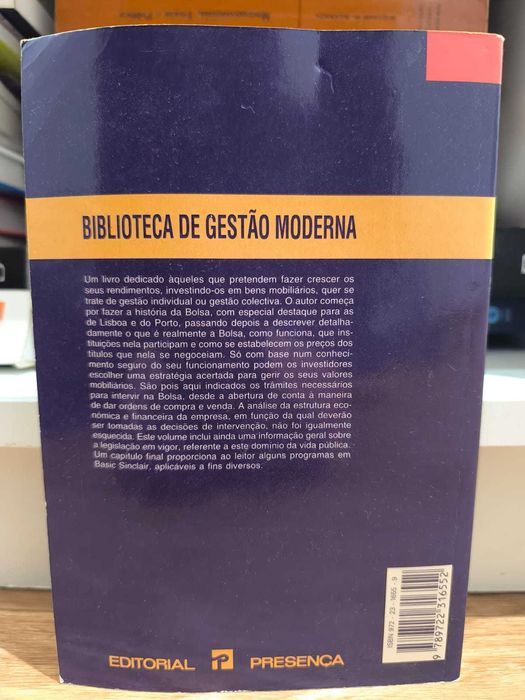 BIBLIOTECA DE GESTÃO MODERNA
Um livro dedicado àqueles que pretendem fazer crescer os
seus rendimentos, investindo-os em bens mobiliários, quer se
trate de gestão individual ou gestão colectiva. O autor começa
por fazer a história da Bolsa, com especial destaque para as
de Lisboa e do Porto, passando depois a descrever detalha-
damente o que é realmente a Bolsa, como funciona, que ins-
tituições nela participam e como se estabelecem os preços dos
títulos que nela se negoceiam. Só com base num conheci-
mento seguro do seu funcionamento podem os investidores
escolher uma estratégia acertada para gerir os seus valores
mobiliários. São pois aqui indicados os trâmites necessários
para intervir na Bolsa, desde a abertura de conta à maneira
de dar ordens de compra e venda. A análise da estrutura eco-
nómica e financeira da empresa, em função da qual deverão
ser tomadas as decisões de intervenção, não foi igualmente
esquecida. Este volume inclui ainda uma informação geral sobre
a legislação em vigor, referente a este domínio da vida pública.
Um capítulo final proporciona ao leitor alguns programas em
Basic Sinclair, aplicáveis a fins diversos.
ISBN 972-23-1655-9
9 789722 316552
EDITORIAL P PRESENÇA